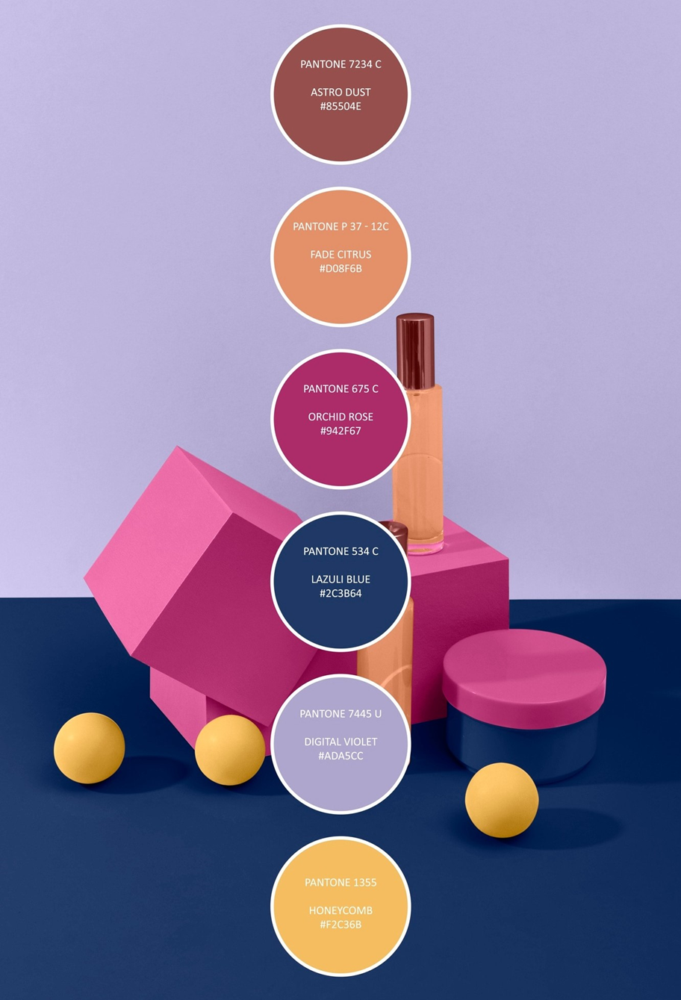 PANTONE 7234 C
ASTRO DUST
#85504E
PANTONE P 37 - 12C
FADE CITRUS
#D08F6B
PANTONE 675 C
ORCHID ROSE
#942F67
PANTONE 534 C
LAZULI BLUE
#2C3B64
PANTONE 7445 U
DIGITAL VIOLET
#ADA5CC
PANTONE 1355
HONEYCOMB
#F2C36B